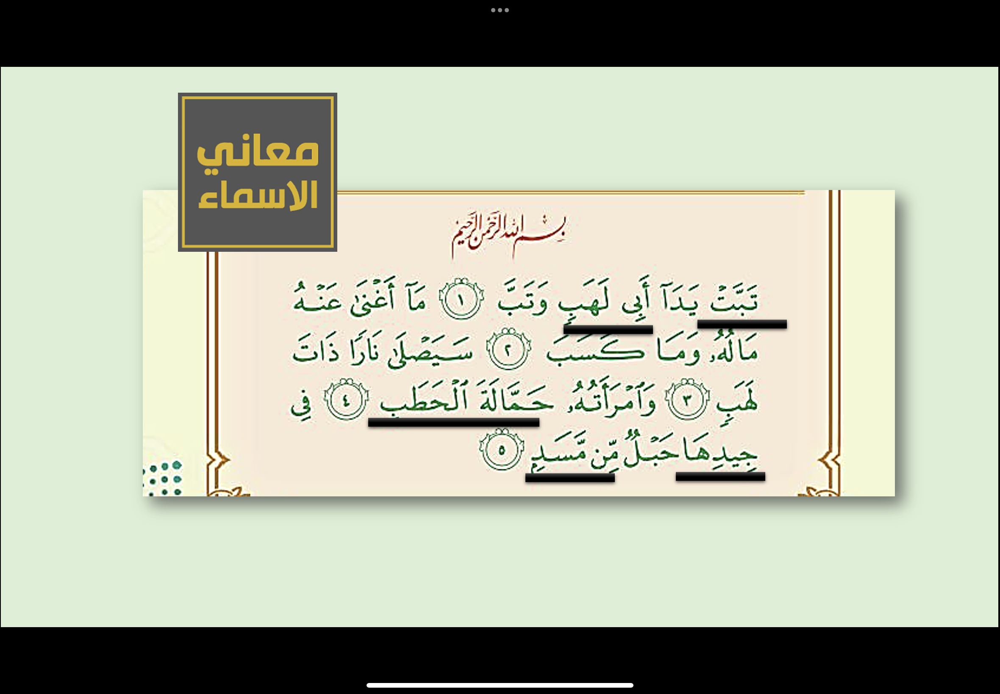 معاني
الاسماء
بسم الله الرحمن الرحيم
تَبَّتۡ يَدَآ أَبِي لَهَبٖ وَتَبَّ ١ مَآ أَغۡنَىٰ عَنۡهُ
مَالُهُۥ وَمَا كَسَبَ ٢ سَيَصۡلَىٰ نَارٗا ذَاتَ
لَهَبٖ ٣ وَٱمۡرَأَتُهُۥ حَمَّالَةَ ٱلۡحَطَبِ ٤ فِي
جِيدِهَا حَبۡلٞ مِّن مَّسَدِۭ ٥